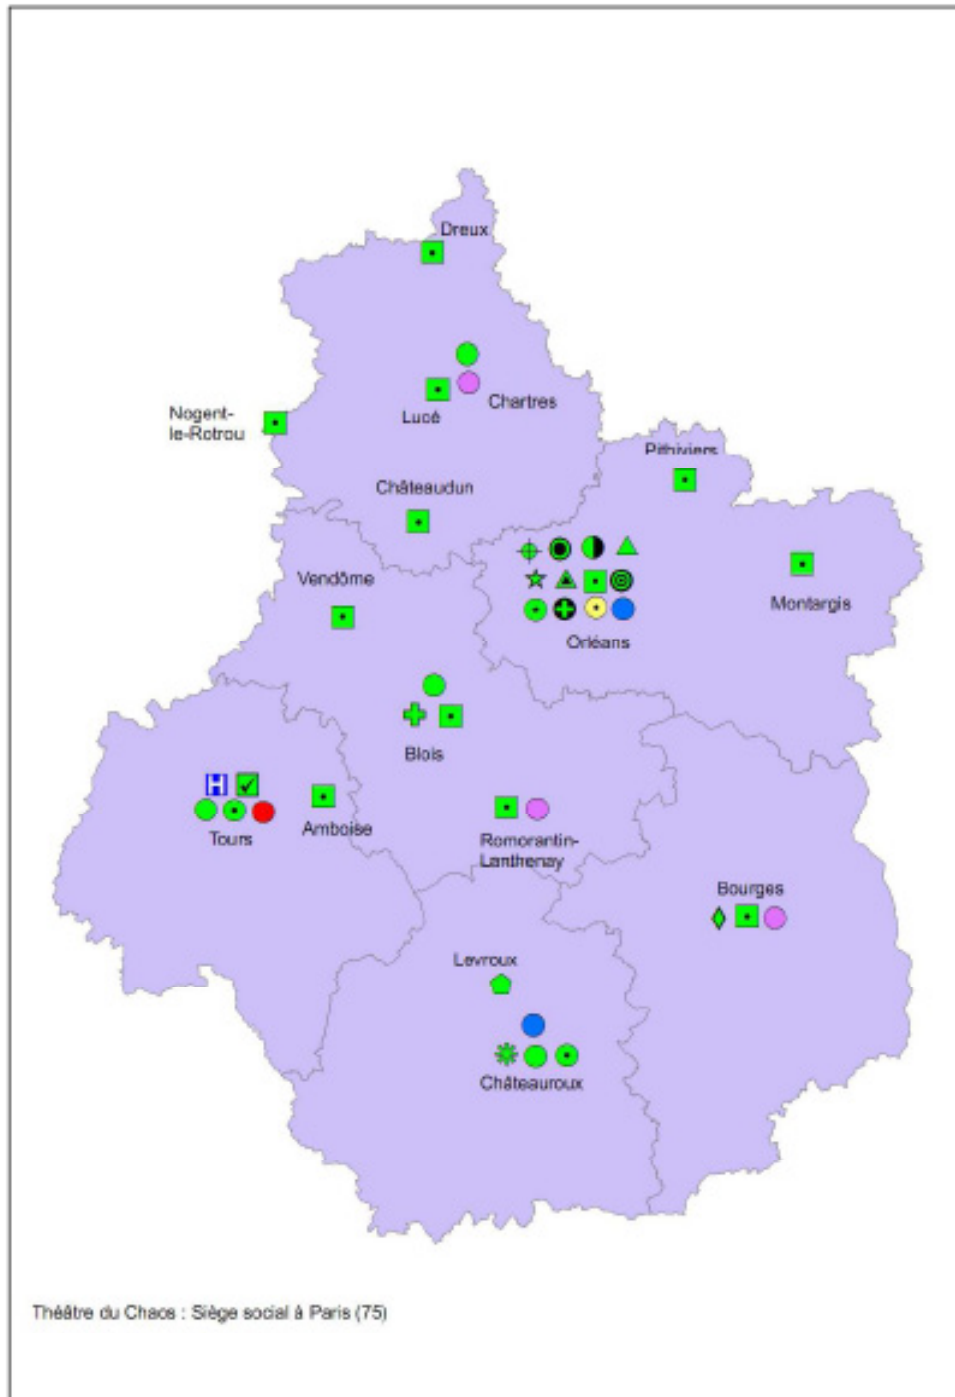 Dreux
Chartres
Lucé
Nogent-
le-Rotrou
Pithiviers
Châteaudun
Vendôme
Montargis
Orléans
Blois
H
Tours
Amboise
Romorantin-
Lanthenay
Bourges
Levroux
Châteauroux
Théâtre du Chaos : Siège social à Paris (75)